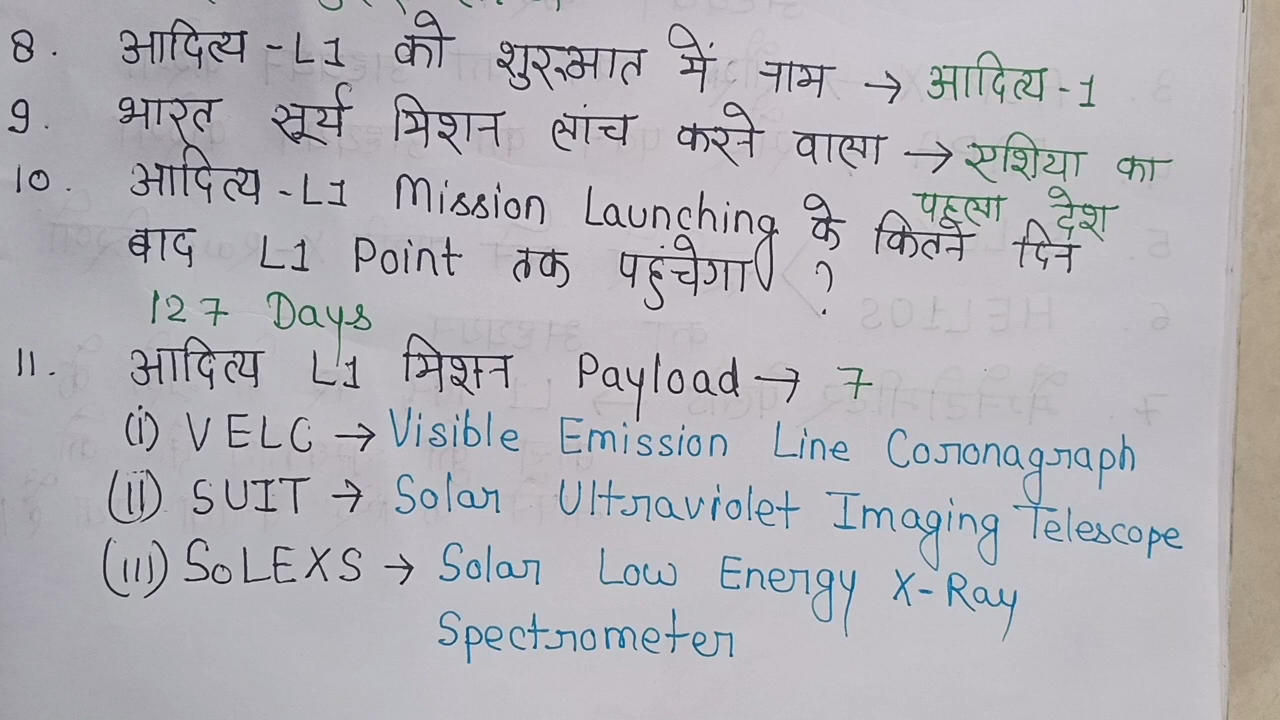 8. आदित्य -L1 को शुरुआत में नाम → आदित्य-1
9. भारत सूर्य मिशन लांच करने वाला → एशिया का
पहला देश
10. आदित्य-L1 Mission Launching के कितने दिन
बाद L1 Point तक पहुंचेगा ?
127 Days
11. आदित्य L1 मिशन Payload → 7
(i) VELC → Visible Emission Line Coronagraph
(ii) SUIT → Solar Ultraviolet Imaging Telescope
(iii) SoLEXS → Solar Low Energy X-Ray
Spectrometer